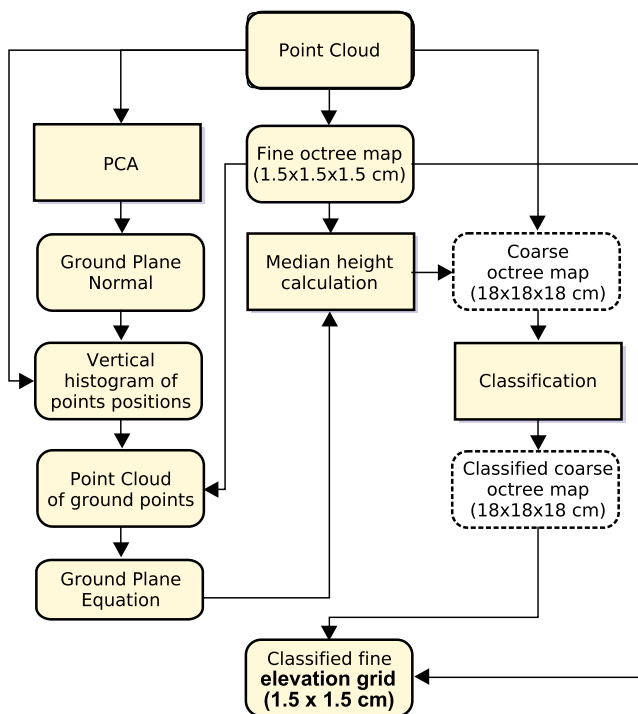 Point Cloud
PCA
Fine octree map
(1.5x1.5x1.5 cm)
Ground Plane
Normal
Median height
calculation
Coarse
octree map
(18x18x18 cm)
Vertical
histogram of
points positions
Classification
Point Cloud
of ground points
Classified coarse
octree map
(18x18x18 cm)
Ground Plane
Equation
Classified fine
elevation grid
(1.5 x 1.5 cm)